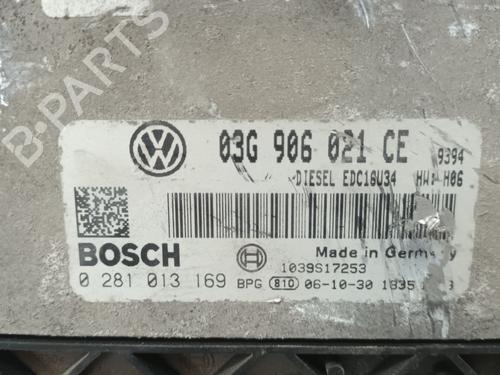 B-PARTS
03G 906 021 CE 9394
DIESEL EDC16U34 HW: H06
BOSCH
Made in Germany
0 281 013 169
1039S17253
BPG 810 06-10-30